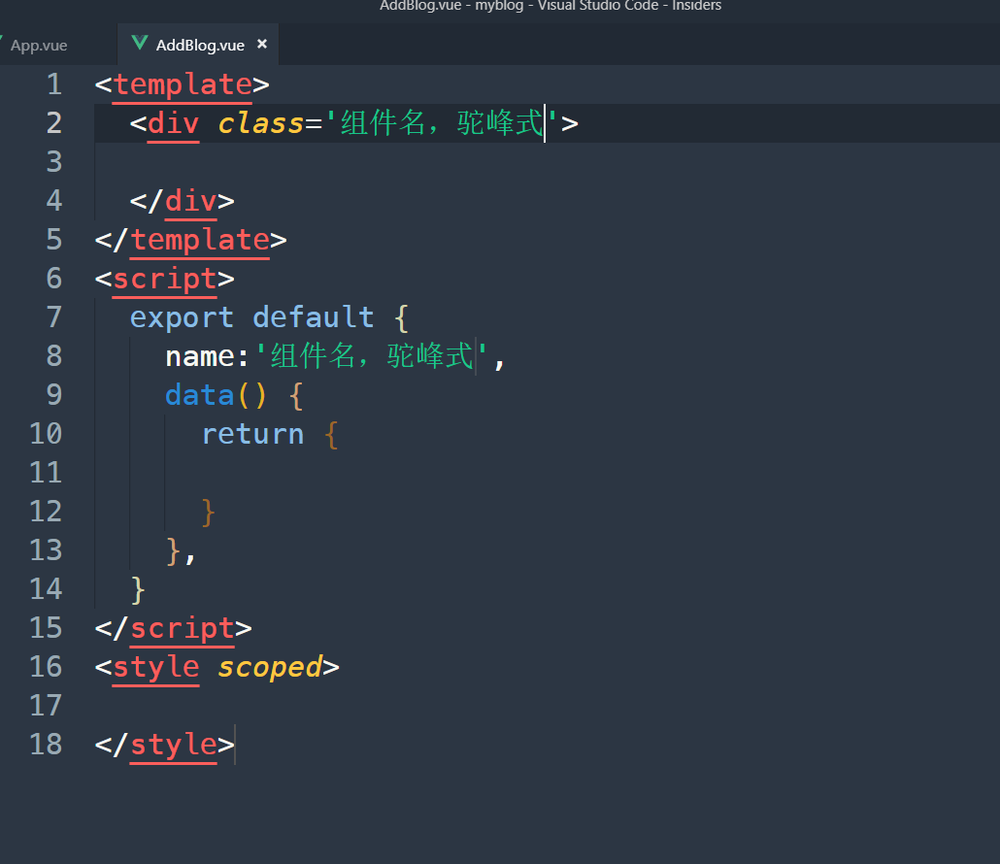 AddBlog.vue - myblog - Visual Studio Code - Insiders
App.vue AddBlog.vue ×
1 <template>
2 <div class='组件名，驼峰式'>
3
4 </div>
5 </template>
6 <script>
7 export default {
8 name:'组件名，驼峰式',
9 data() {
10 return {
11
12 }
13 },
14 }
15 </script>
16 <style scoped>
17
18 </style>